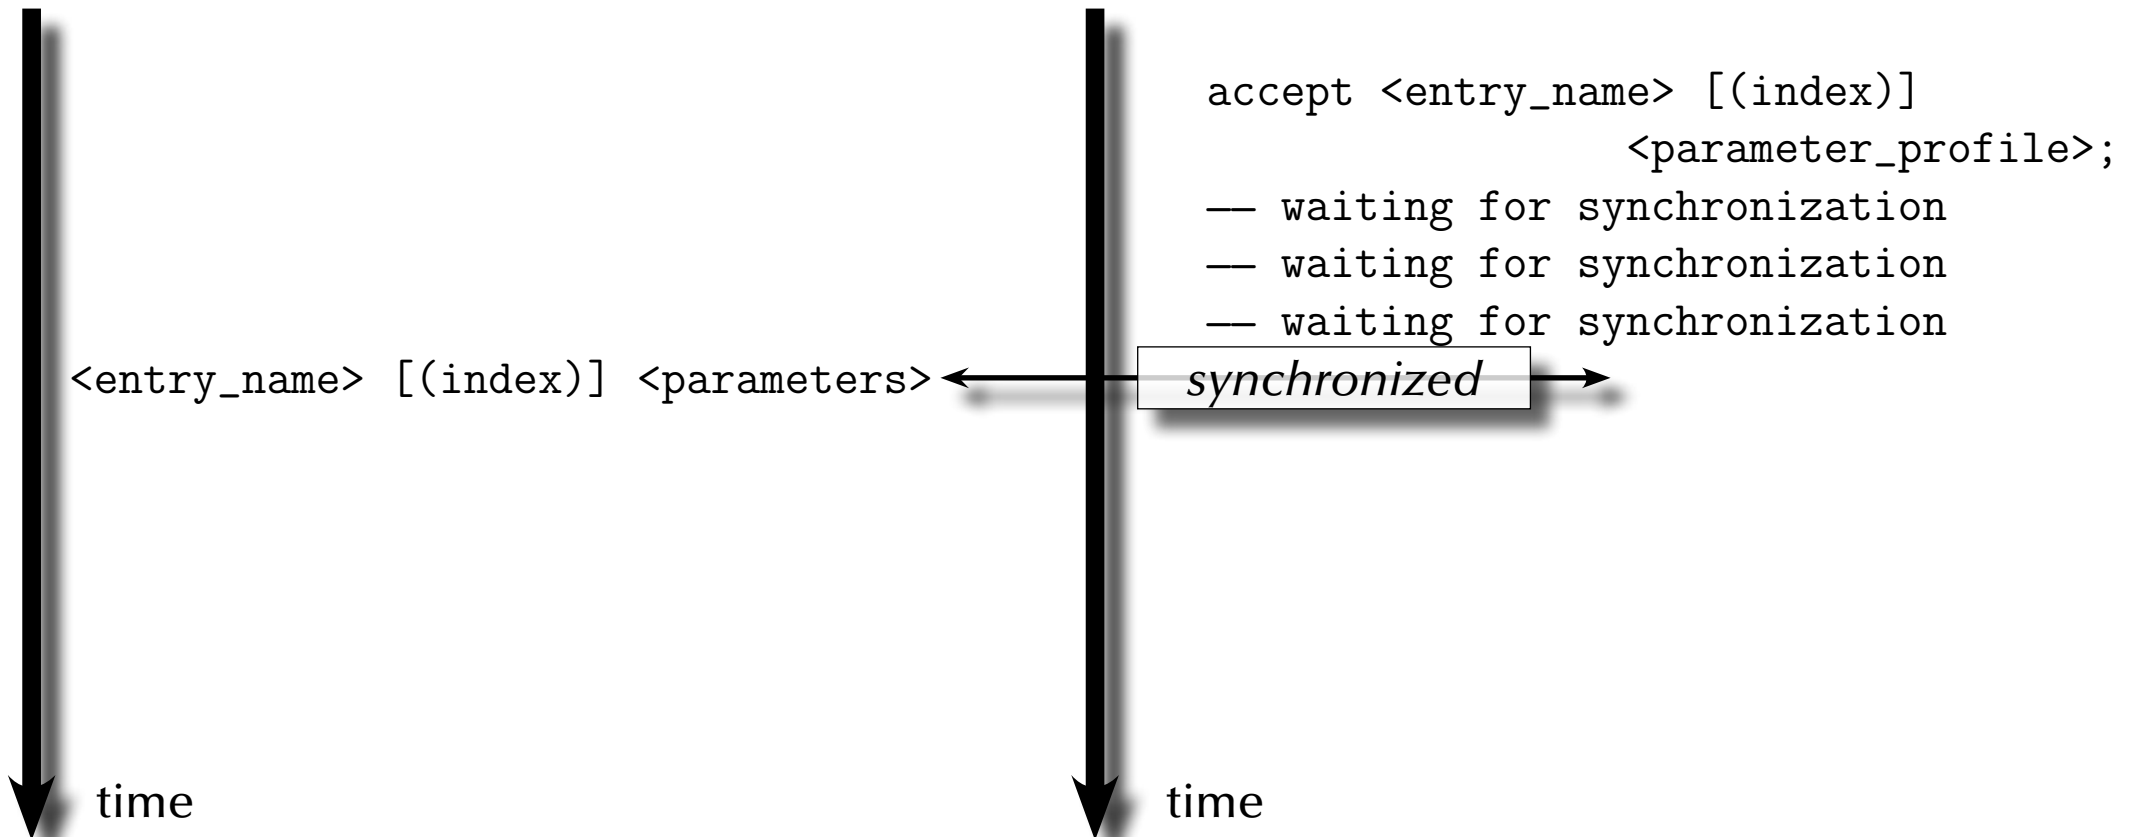 accept <entry_name> [(index)]
<parameter_profile>;
—— waiting for synchronization
—— waiting for synchronization
—— waiting for synchronization
<entry_name> [(index)] <parameters>
synchronized
time
time